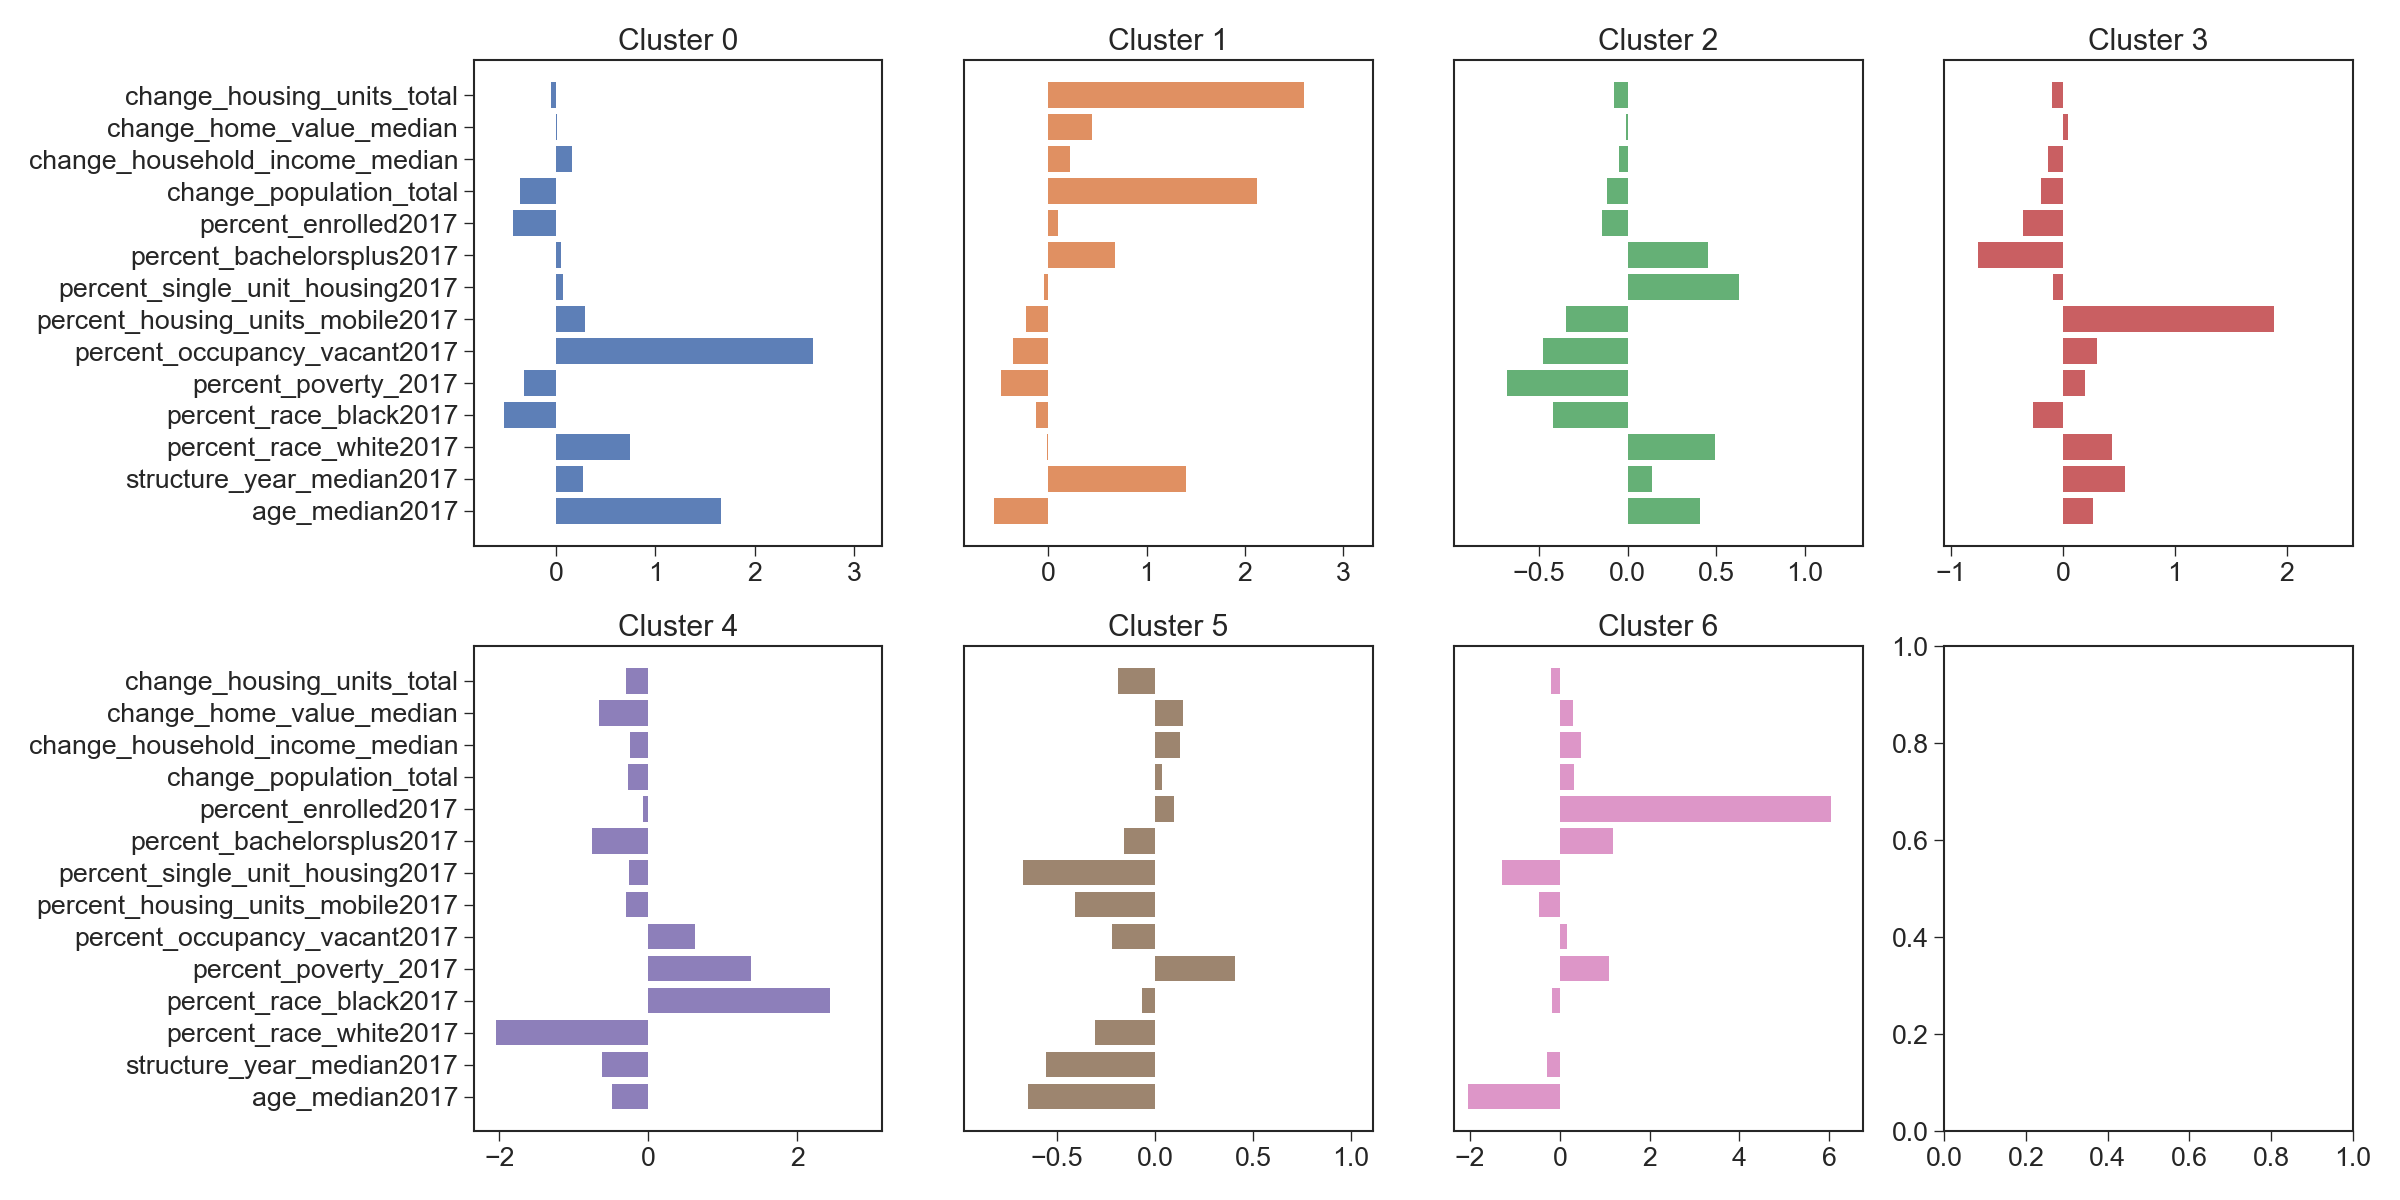 Cluster 0
Cluster 1
Cluster 2
Cluster 3
change_housing_units_total
change_home_value_median
change_household_income_median
change_population_total
percent_enrolled2017
percent_bachelorsplus2017
percent_single_unit_housing2017
percent_housing_units_mobile2017
percent_occupancy_vacant2017
percent_poverty_2017
percent_race_black2017
percent_race_white2017
structure_year_median2017
age_median2017
0 1 2 3
0 1 2 3
−0.5 0.0 0.5 1.0
−1 0 1 2
Cluster 4
Cluster 5
Cluster 6
change_housing_units_total
change_home_value_median
change_household_income_median
change_population_total
percent_enrolled2017
percent_bachelorsplus2017
percent_single_unit_housing2017
percent_housing_units_mobile2017
percent_occupancy_vacant2017
percent_poverty_2017
percent_race_black2017
percent_race_white2017
structure_year_median2017
age_median2017
−2 0 2
−0.5 0.0 0.5 1.0
−2 0 2 4 6
1.0
0.8
0.6
0.4
0.2
0.0
0.0 0.2 0.4 0.6 0.8 1.0